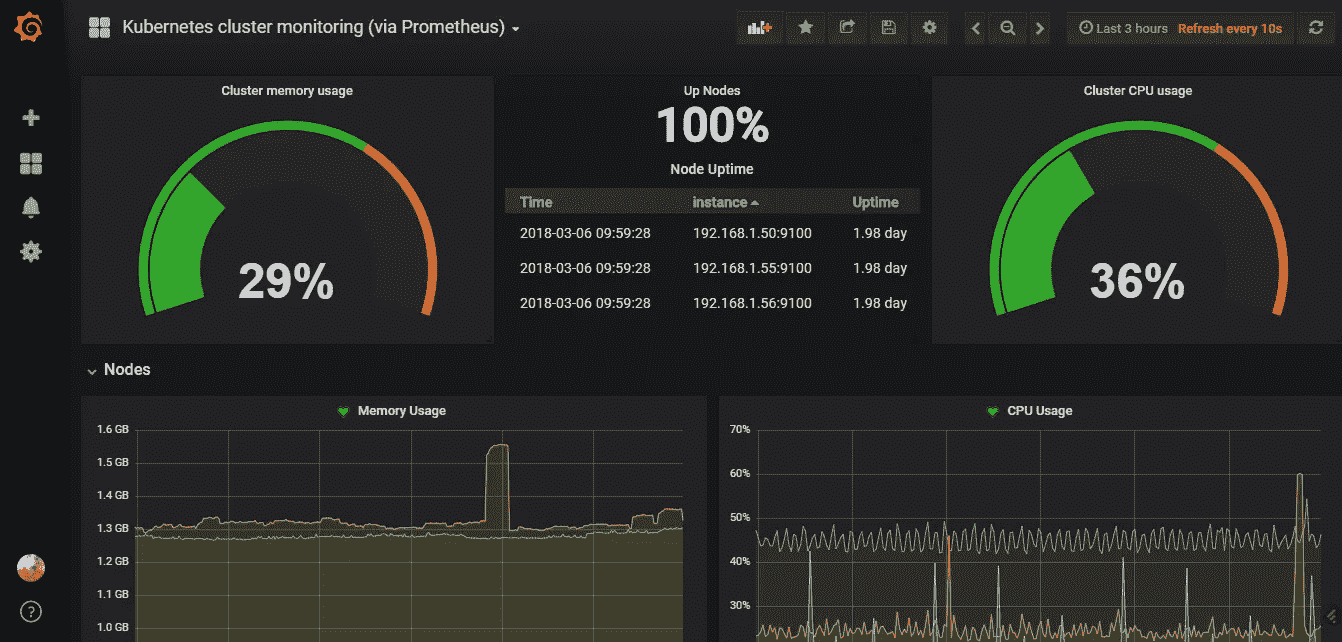 Kubernetes cluster monitoring (via Prometheus)
Last 3 hours Refresh every 10s
Cluster memory usage
29%
Up Nodes
100%
Node Uptime
Time instance Uptime
2018-03-06 09:59:28 192.168.1.50:9100 1.98 day
2018-03-06 09:59:28 192.168.1.55:9100 1.98 day
2018-03-06 09:59:28 192.168.1.56:9100 1.98 day
Cluster CPU usage
36%
Nodes
Memory Usage
1.6 GB
1.5 GB
1.4 GB
1.3 GB
1.2 GB
1.1 GB
1.0 GB
CPU Usage
70%
60%
50%
40%
30%
?